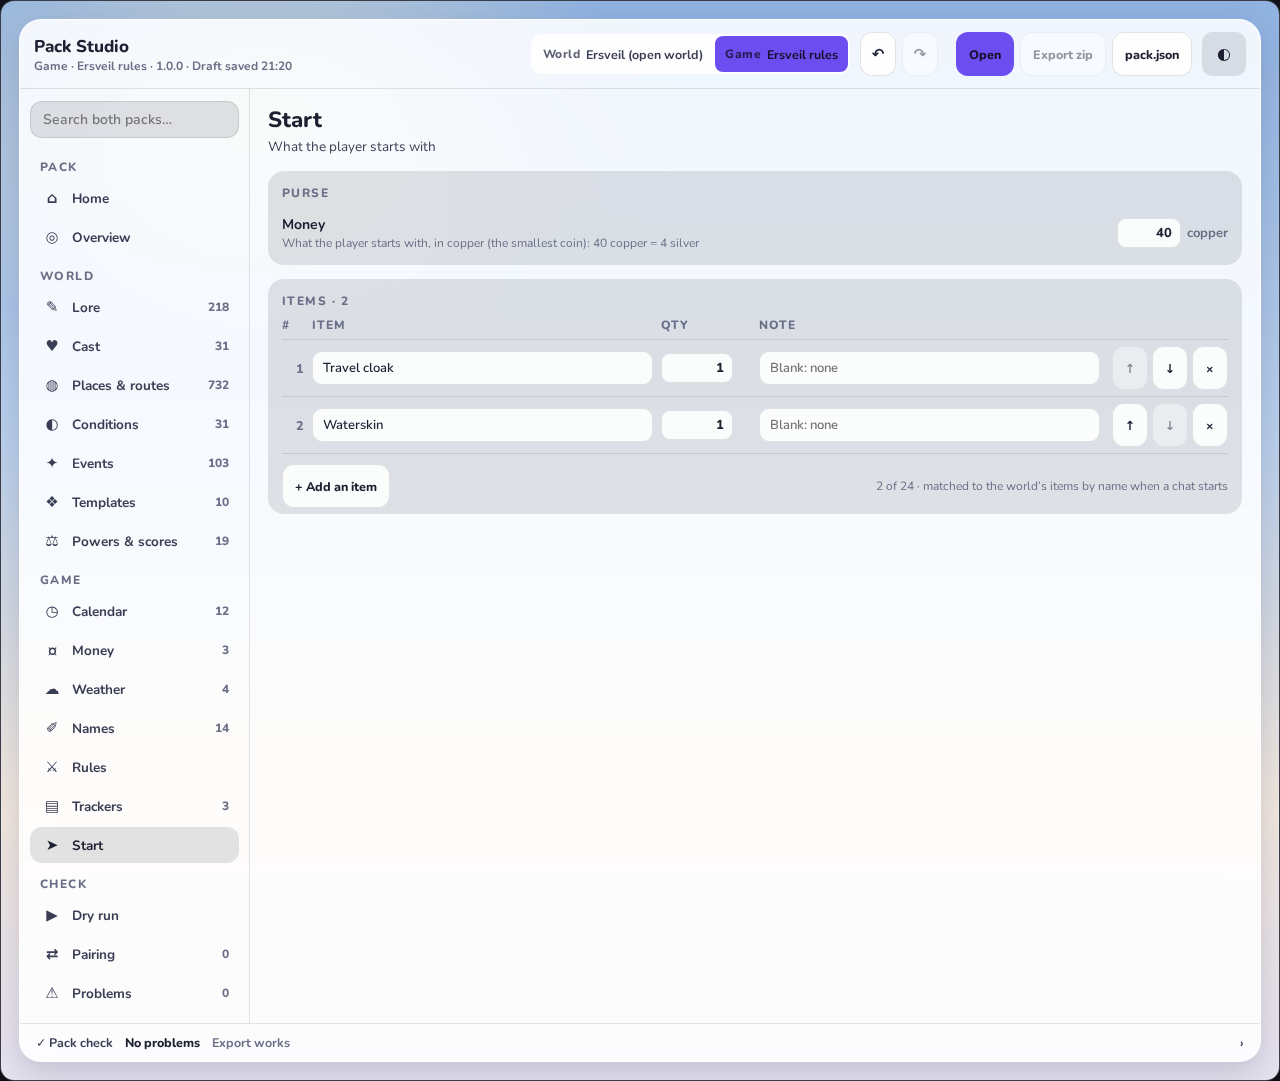 Pack Studio
Game · Ersveil rules · 1.0.0 · Draft saved 21:20
World Ersveil (open world)
Game Ersveil rules
Open
Export zip
pack.json
Search both packs...
PACK
Home
Overview
WORLD
Lore 218
Cast 31
Places & routes 732
Conditions 31
Events 103
Templates 10
Powers & scores 19
GAME
Calendar 12
Money 3
Weather 4
Names 14
Rules
Trackers 3
Start
CHECK
Dry run
Pairing 0
Problems 0
Start
What the player starts with
PURSE
Money
What the player starts with, in copper (the smallest coin): 40 copper = 4 silver
40 copper
ITEMS · 2
# ITEM QTY NOTE
1 Travel cloak 1 Blank: none ↑ ↓ ×
2 Waterskin 1 Blank: none ↑ ↓ ×
+ Add an item
2 of 24 · matched to the world's items by name when a chat starts
✓ Pack check No problems Export works ›